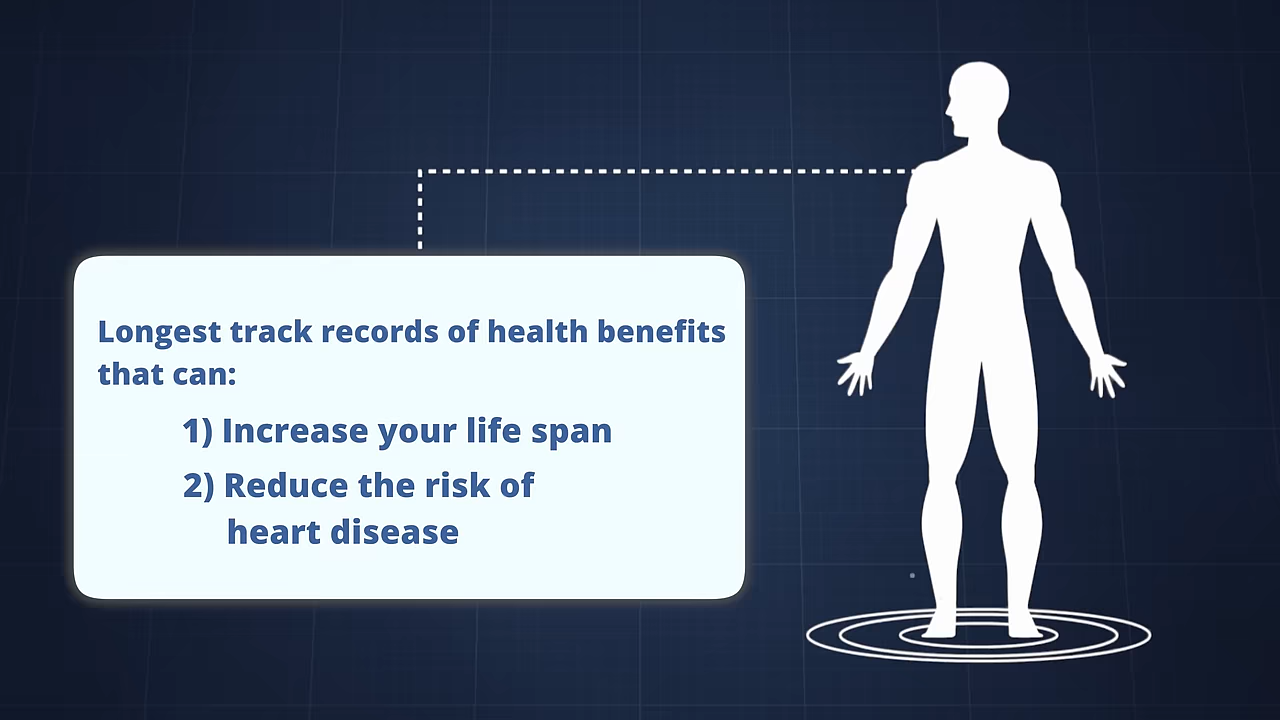 Longest track records of health benefits
that can:
1) Increase your life span
2) Reduce the risk of
heart disease